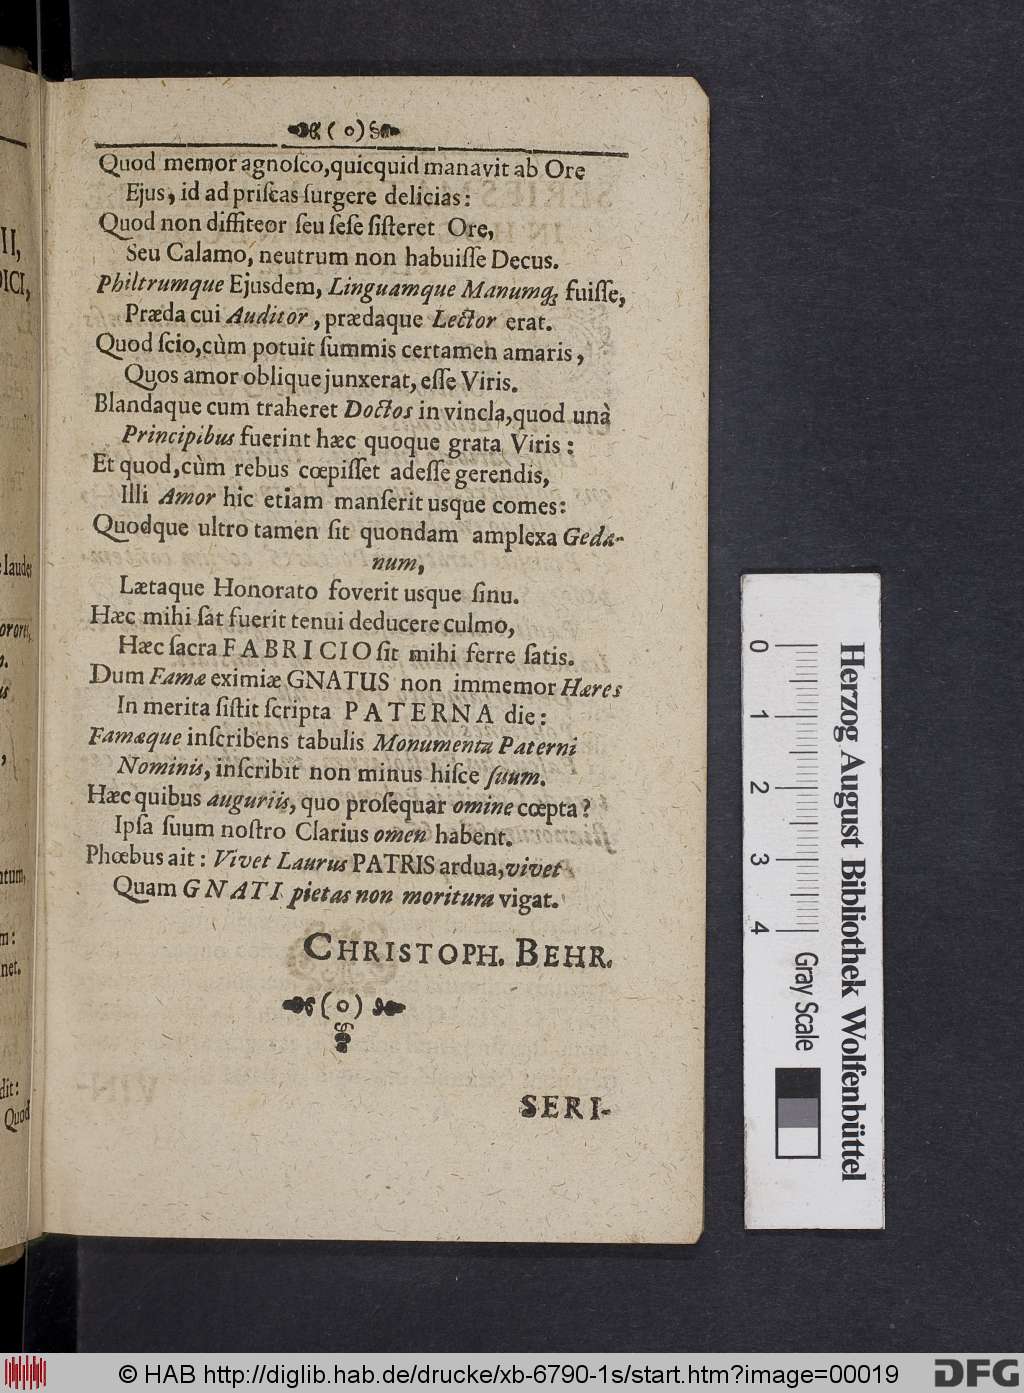 (o)
Quod memor agnoſco,quicquid manavit ab Ore
Ejus, id ad priſcas ſurgere delicias:
Quod non diffiteor ſeu ſeſe ſiſteret Ore,
Seu Calamo, neutrum non habuiſſe Decus.
Philtrumque Ejusdem, Linguamque Manumq; fuiſſe,
Præda cui Auditor, prædaque Lector erat.
Quod ſcio,cùm potuit ſummis certamen amaris,
Quos amor oblique junxerat, eſſe Viris.
Blandaque cum traheret Doctos in vincla,quod unà
Principibus fuerint hæc quoque grata Viris:
Et quod,cùm rebus cœpiſſet adeſſe gerendis,
Illi Amor hic etiam manſerit usque comes:
Quodque ultro tamen ſit quondam amplexa Geda-
num,
Lætaque Honorato foverit usque ſinu.
Hæc mihi ſat fuerit tenui deducere culmo,
Hæc ſacra FABRICIO ſit mihi ferre ſatis.
Dum Famæ eximiæ GNATUS non immemor Hæres
In merita ſiſtit ſcripta PATERNA die:
Famæque inſcribens tabulis Monumenta Paterni
Nominis, inſcribit non minus hiſce ſuum.
Hæc quibus auguriis, quo proſequar omine cœpta?
Ipſa ſuum noſtro Clarius omen habent.
Phœbus ait: Vivet Laurus PATRIS ardua,vivet
Quam GNATI pietas non moritura vigat.
CHRISTOPH. BEHR.
(o)
SERI-
II,
DICI,
laudes
orores,
ntum,
m:
net.
dit:
Quod
0
1
2
3
4
Gray Scale
Herzog August Bibliothek Wolfenbüttel
© HAB http://diglib.hab.de/drucke/xb-6790-1s/start.htm?image=00019
DFG